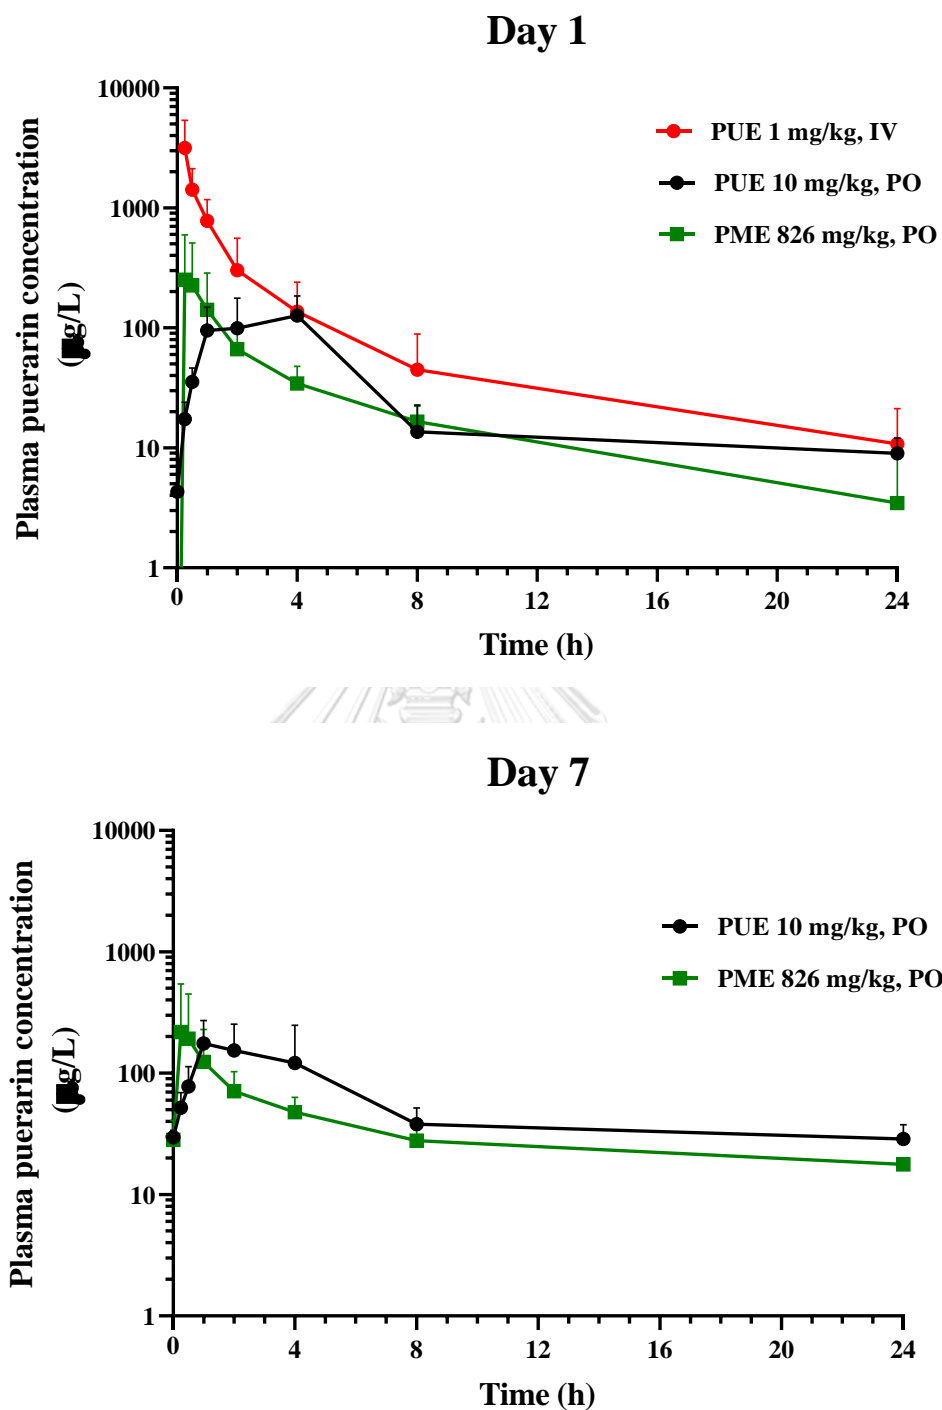 Day 1
Plasma puerarin concentration
(g/L)
10000
1000
100
10
1
PUE 1 mg/kg, IV
PUE 10 mg/kg, PO
PME 826 mg/kg, PO
0 4 8 12 16 20 24
Time (h)
Day 7
Plasma puerarin concentration
(g/L)
10000
1000
100
10
1
PUE 10 mg/kg, PO
PME 826 mg/kg, PO
0 4 8 12 16 20 24
Time (h)